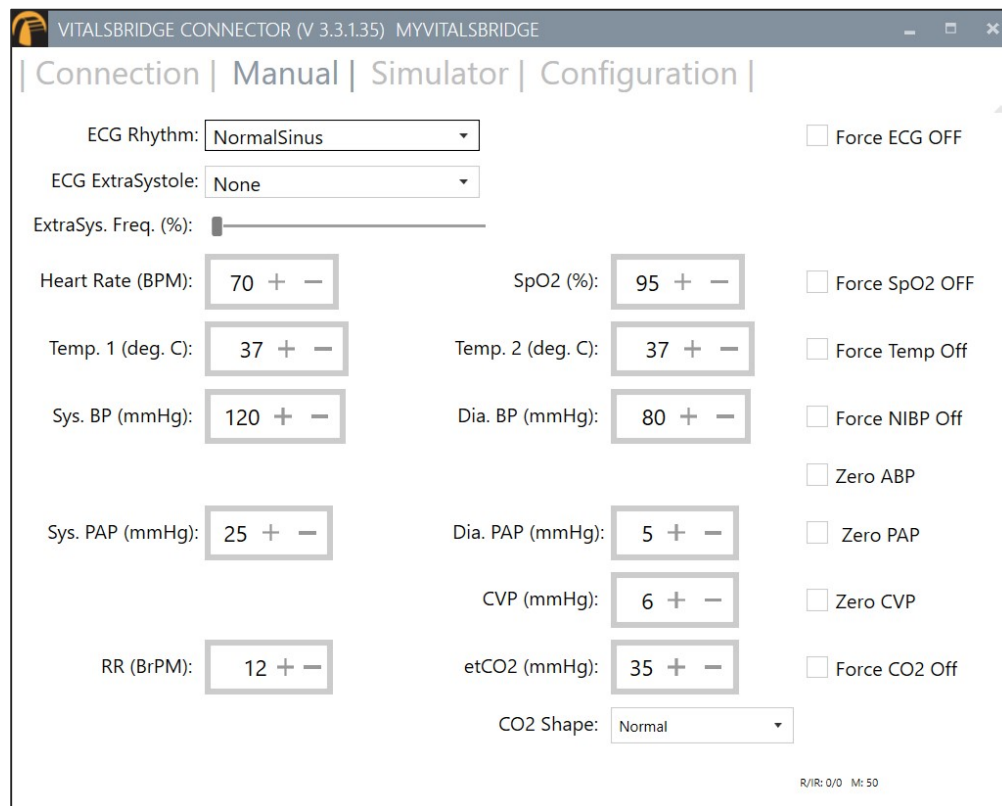 VITALSBRIDGE CONNECTOR (V 3.3.1.35) MYVITALSBRIDGE
| Connection | Manual | Simulator | Configuration |
ECG Rhythm: NormalSinus Force ECG OFF
ECG ExtraSystole: None
ExtraSys. Freq. (%):
Heart Rate (BPM): 70 + − SpO2 (%): 95 + − Force SpO2 OFF
Temp. 1 (deg. C): 37 + − Temp. 2 (deg. C): 37 + − Force Temp Off
Sys. BP (mmHg): 120 + − Dia. BP (mmHg): 80 + − Force NIBP Off
Zero ABP
Sys. PAP (mmHg): 25 + − Dia. PAP (mmHg): 5 + − Zero PAP
CVP (mmHg): 6 + − Zero CVP
RR (BrPM): 12 + − etCO2 (mmHg): 35 + − Force CO2 Off
CO2 Shape: Normal
R/IR: 0/0 M: 50